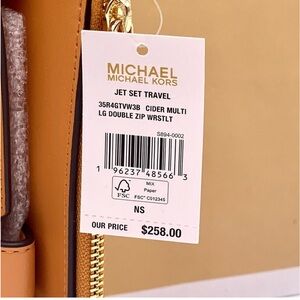 MICHAEL
MICHAEL KORS
JET SET TRAVEL
35R4GTVW3B CIDER MULTI
LG DOUBLE ZIP WRSTLT
S894-0002
1 96237 48566 3
FSC
MIX
Paper
FSC® C012345
NS
OUR PRICE $258.00